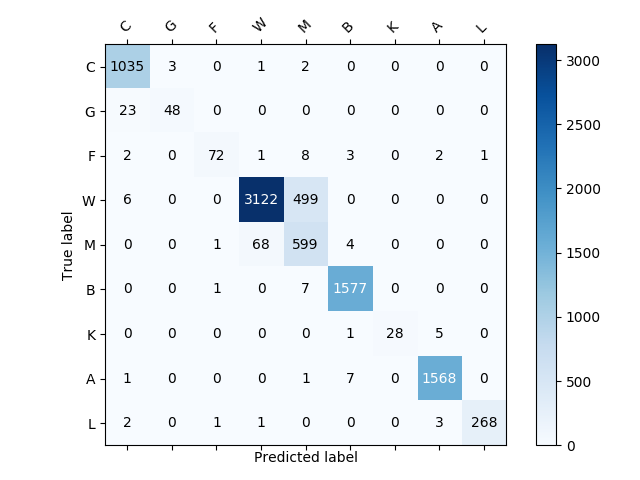 C G F W M B K A L
C 1035 3 0 1 2 0 0 0 0
G 23 48 0 0 0 0 0 0 0
F 2 0 72 1 8 3 0 2 1
W 6 0 0 3122 499 0 0 0 0
M 0 0 1 68 599 4 0 0 0
B 0 0 1 0 7 1577 0 0 0
K 0 0 0 0 0 1 28 5 0
A 1 0 0 0 1 7 0 1568 0
L 2 0 1 1 0 0 0 3 268
True label
Predicted label
3000
2500
2000
1500
1000
500
0